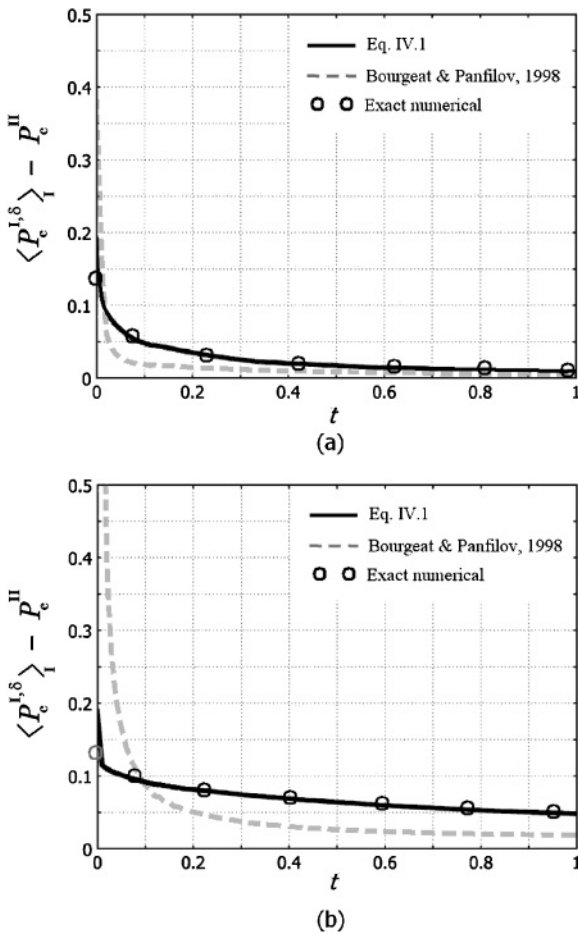 0.5
0.4
0.3
0.2
0.1
0
⟨P_c^{I,δ}⟩_I − P_c^{II}
Eq. IV.1
Bourgeat & Panfilov, 1998
Exact numerical
0 0.2 0.4 0.6 0.8 1
t
(a)
0.5
0.4
0.3
0.2
0.1
0
⟨P_c^{I,δ}⟩_I − P_c^{II}
Eq. IV.1
Bourgeat & Panfilov, 1998
Exact numerical
0 0.2 0.4 0.6 0.8 1
t
(b)